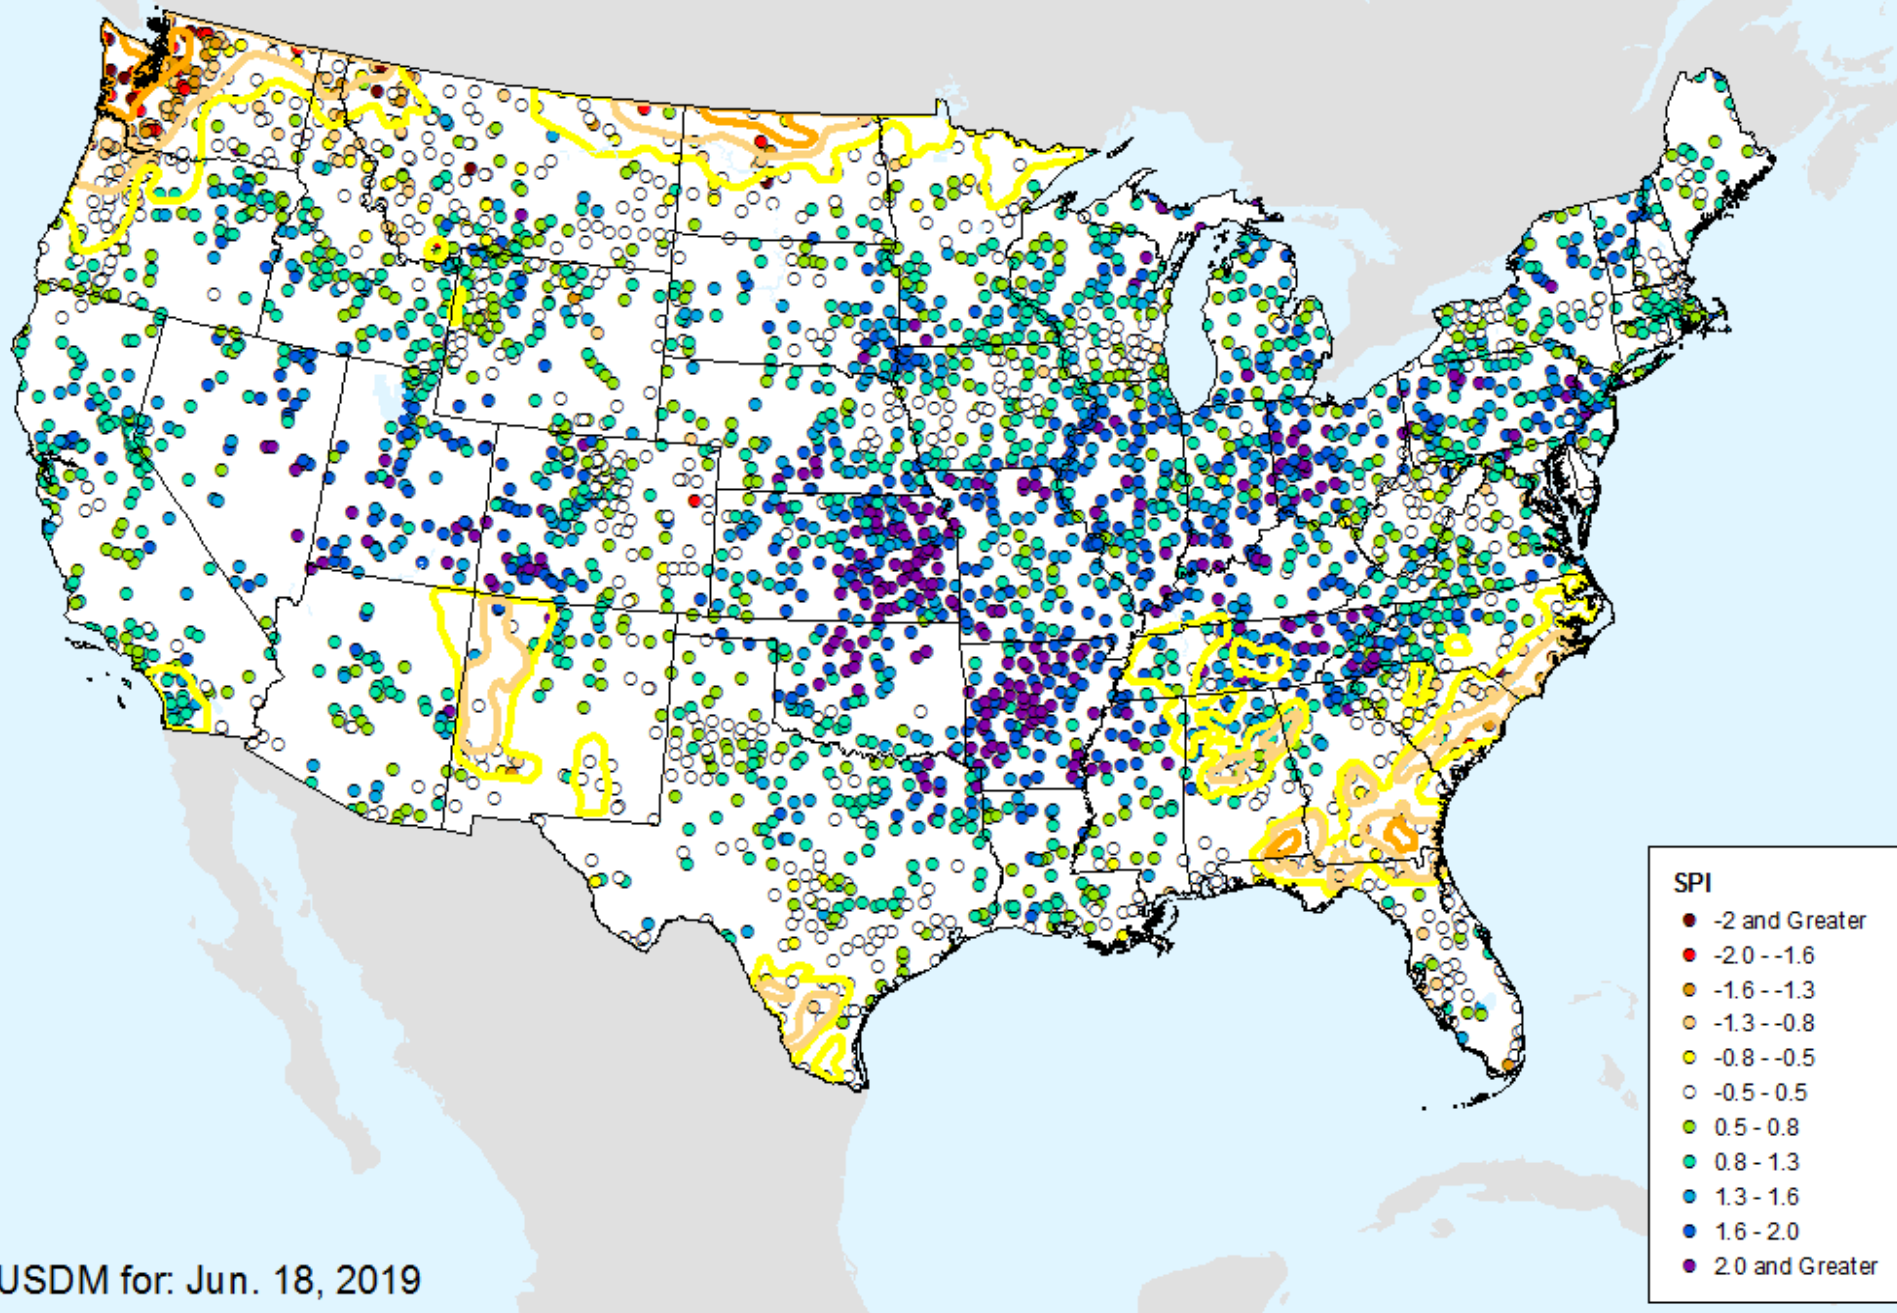 SPI
-2 and Greater
-2.0 - -1.6
-1.6 - -1.3
-1.3 - -0.8
-0.8 - -0.5
-0.5 - 0.5
0.5 - 0.8
0.8 - 1.3
1.3 - 1.6
1.6 - 2.0
2.0 and Greater
USDM for: Jun. 18, 2019